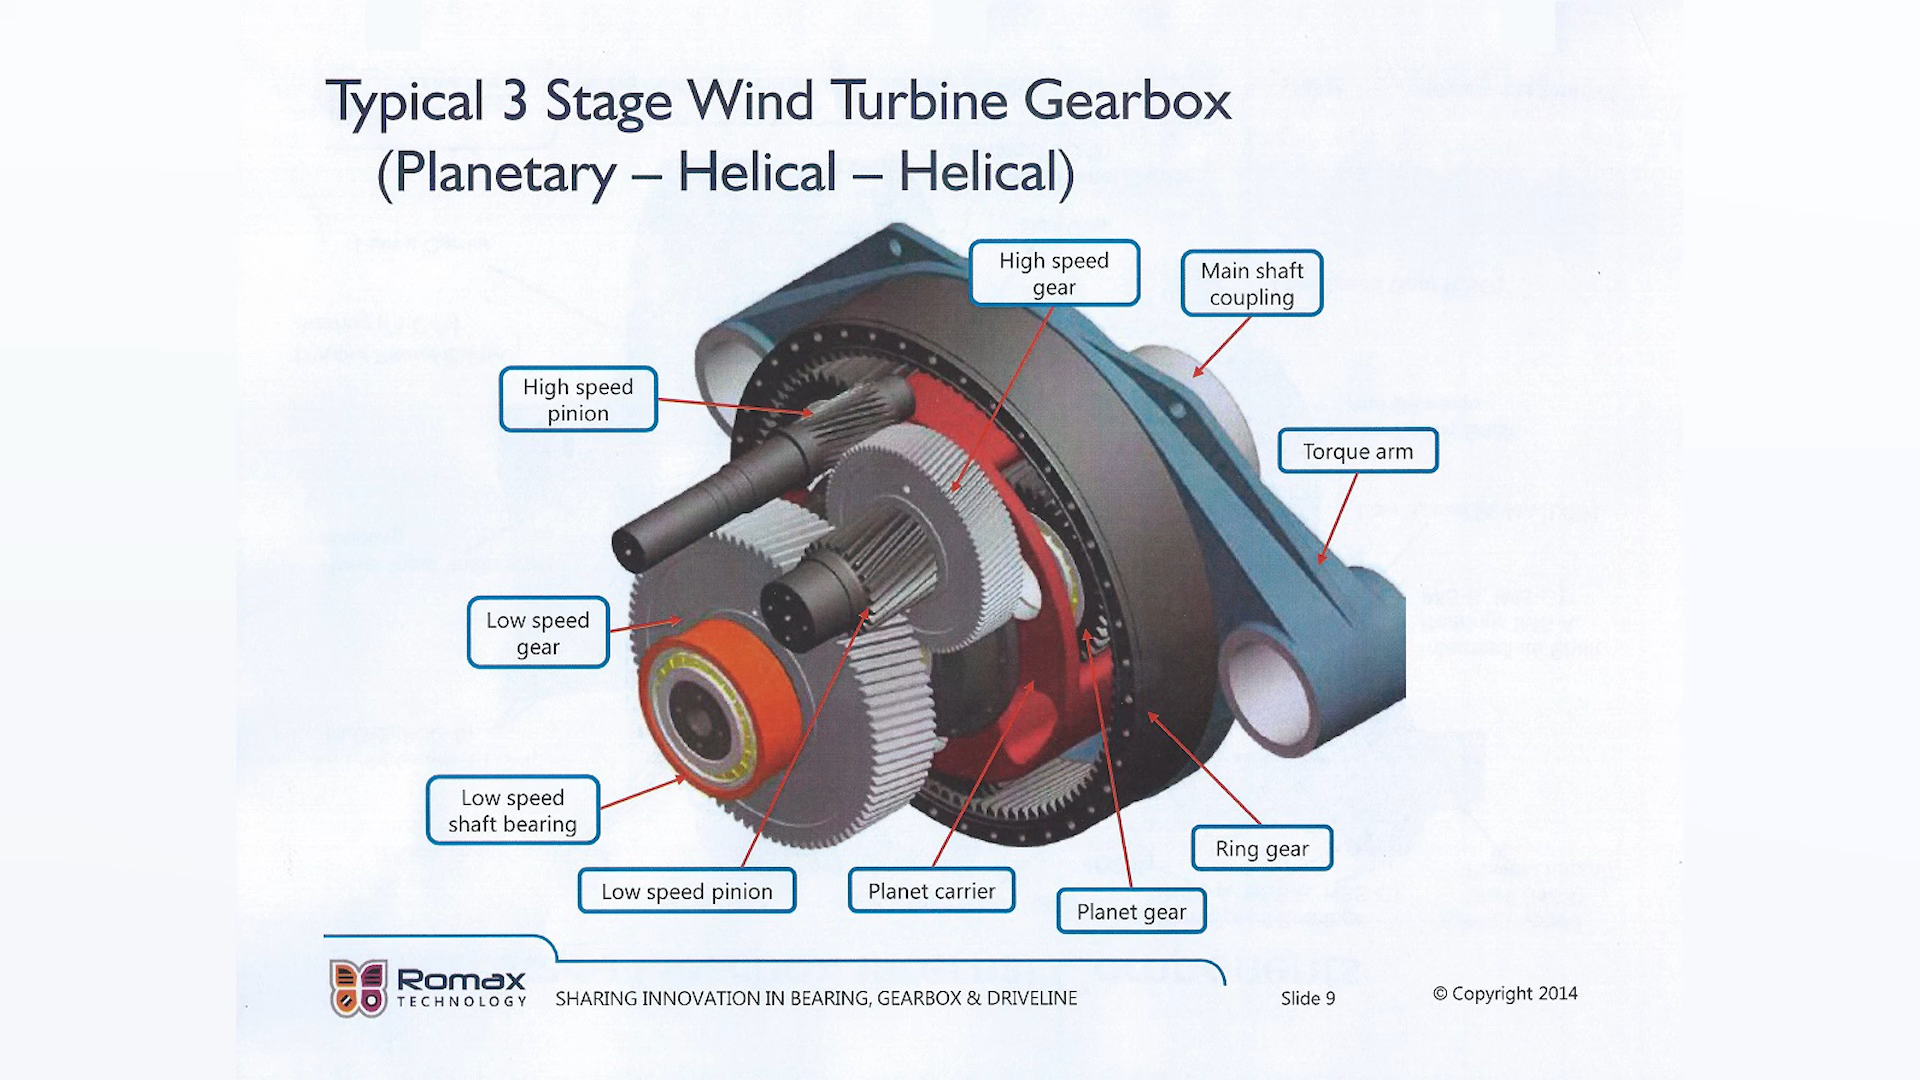 Typical 3 Stage Wind Turbine Gearbox
(Planetary – Helical – Helical)
High speed
gear
Main shaft
coupling
High speed
pinion
Torque arm
Low speed
gear
Low speed
shaft bearing
Ring gear
Low speed pinion
Planet carrier
Planet gear
Romax
TECHNOLOGY
SHARING INNOVATION IN BEARING, GEARBOX & DRIVELINE
Slide 9
© Copyright 2014